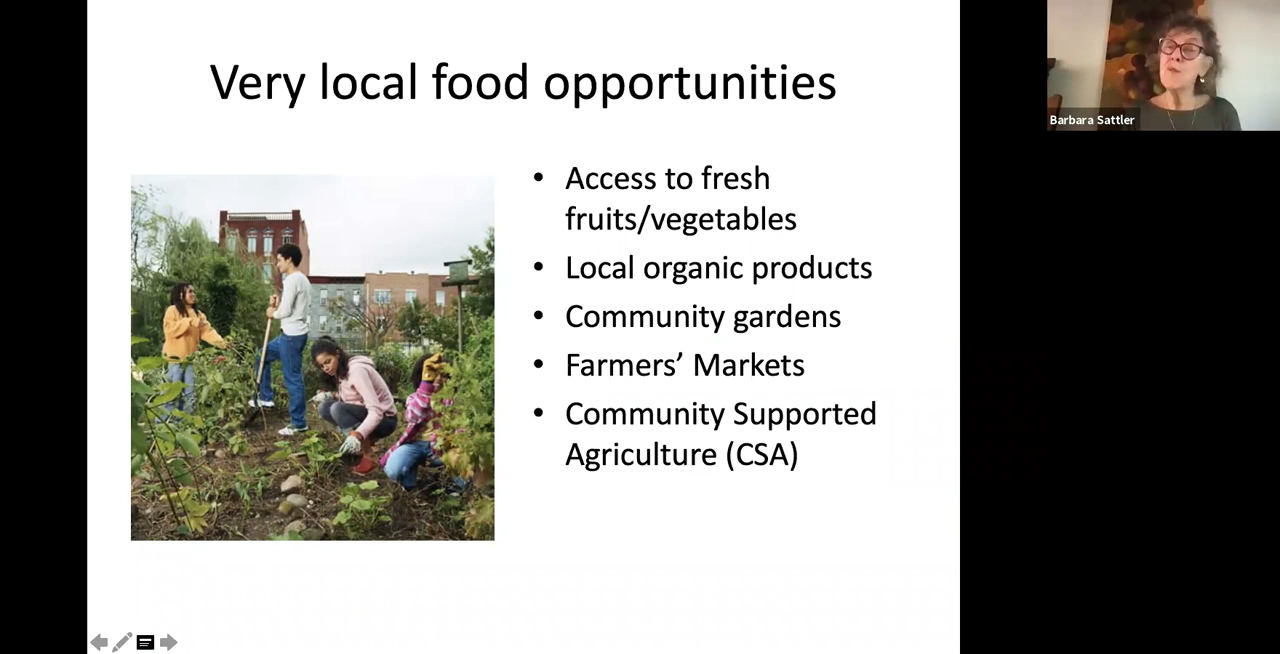 Very local food opportunities
• Access to fresh
fruits/vegetables
• Local organic products
• Community gardens
• Farmers’ Markets
• Community Supported
Agriculture (CSA)
Barbara Sattler